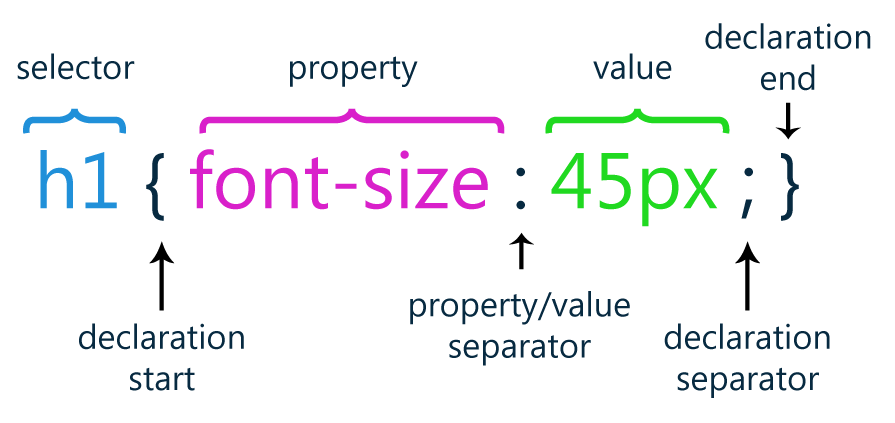 declaration
end
selector
property
value
h1 { font-size : 45px ; }
property/value
separator
declaration
start
declaration
separator